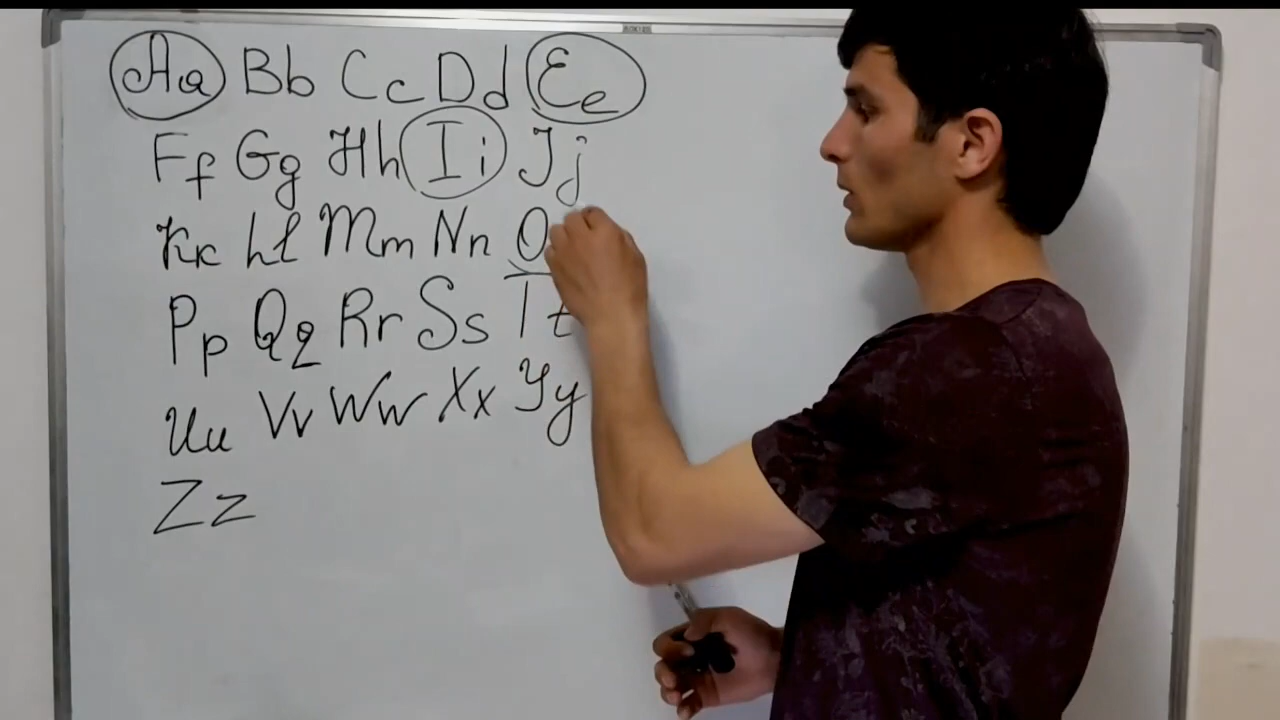 Aa Bb Cc Dd Ee
Ff Gg Hh Ii Jj
Kk Ll Mm Nn O
Pp Qq Rr Ss Tt
Uu Vv Ww Xx Yy
Zz